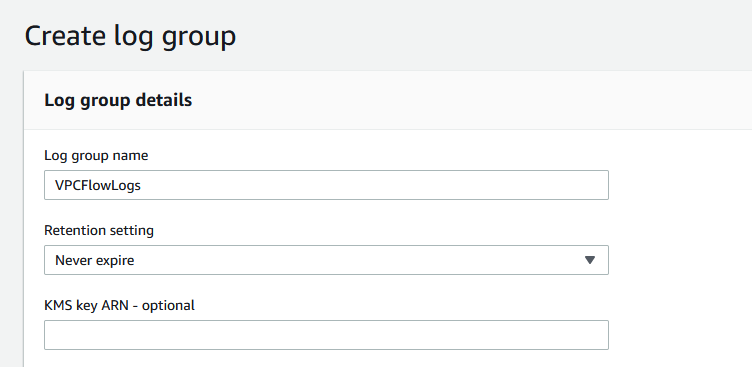 Create log group
Log group details
Log group name
VPCFlowLogs
Retention setting
Never expire
KMS key ARN - optional